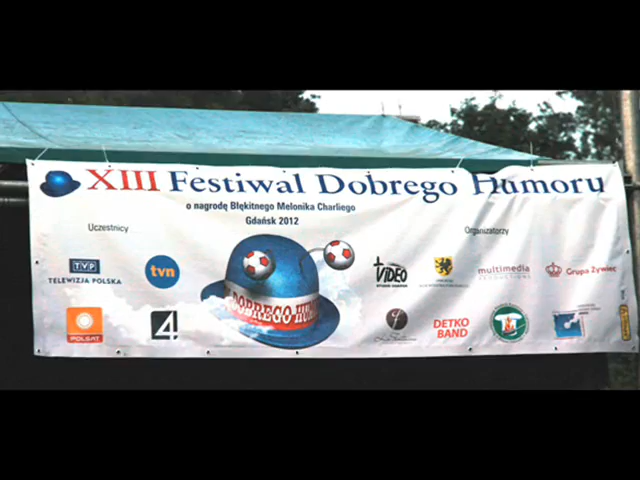 XIII Festiwal Dobrego Humoru
o nagrodę Błękitnego Melonika Charliego
Gdańsk 2012
Uczestnicy
Organizatorzy
TVP
TELEWIZJA POLSKA
tvn
VIDEO
multimedia
Grupa Żywiec
DOBREGO HUM
POLSAT
4
DETKO
BAND